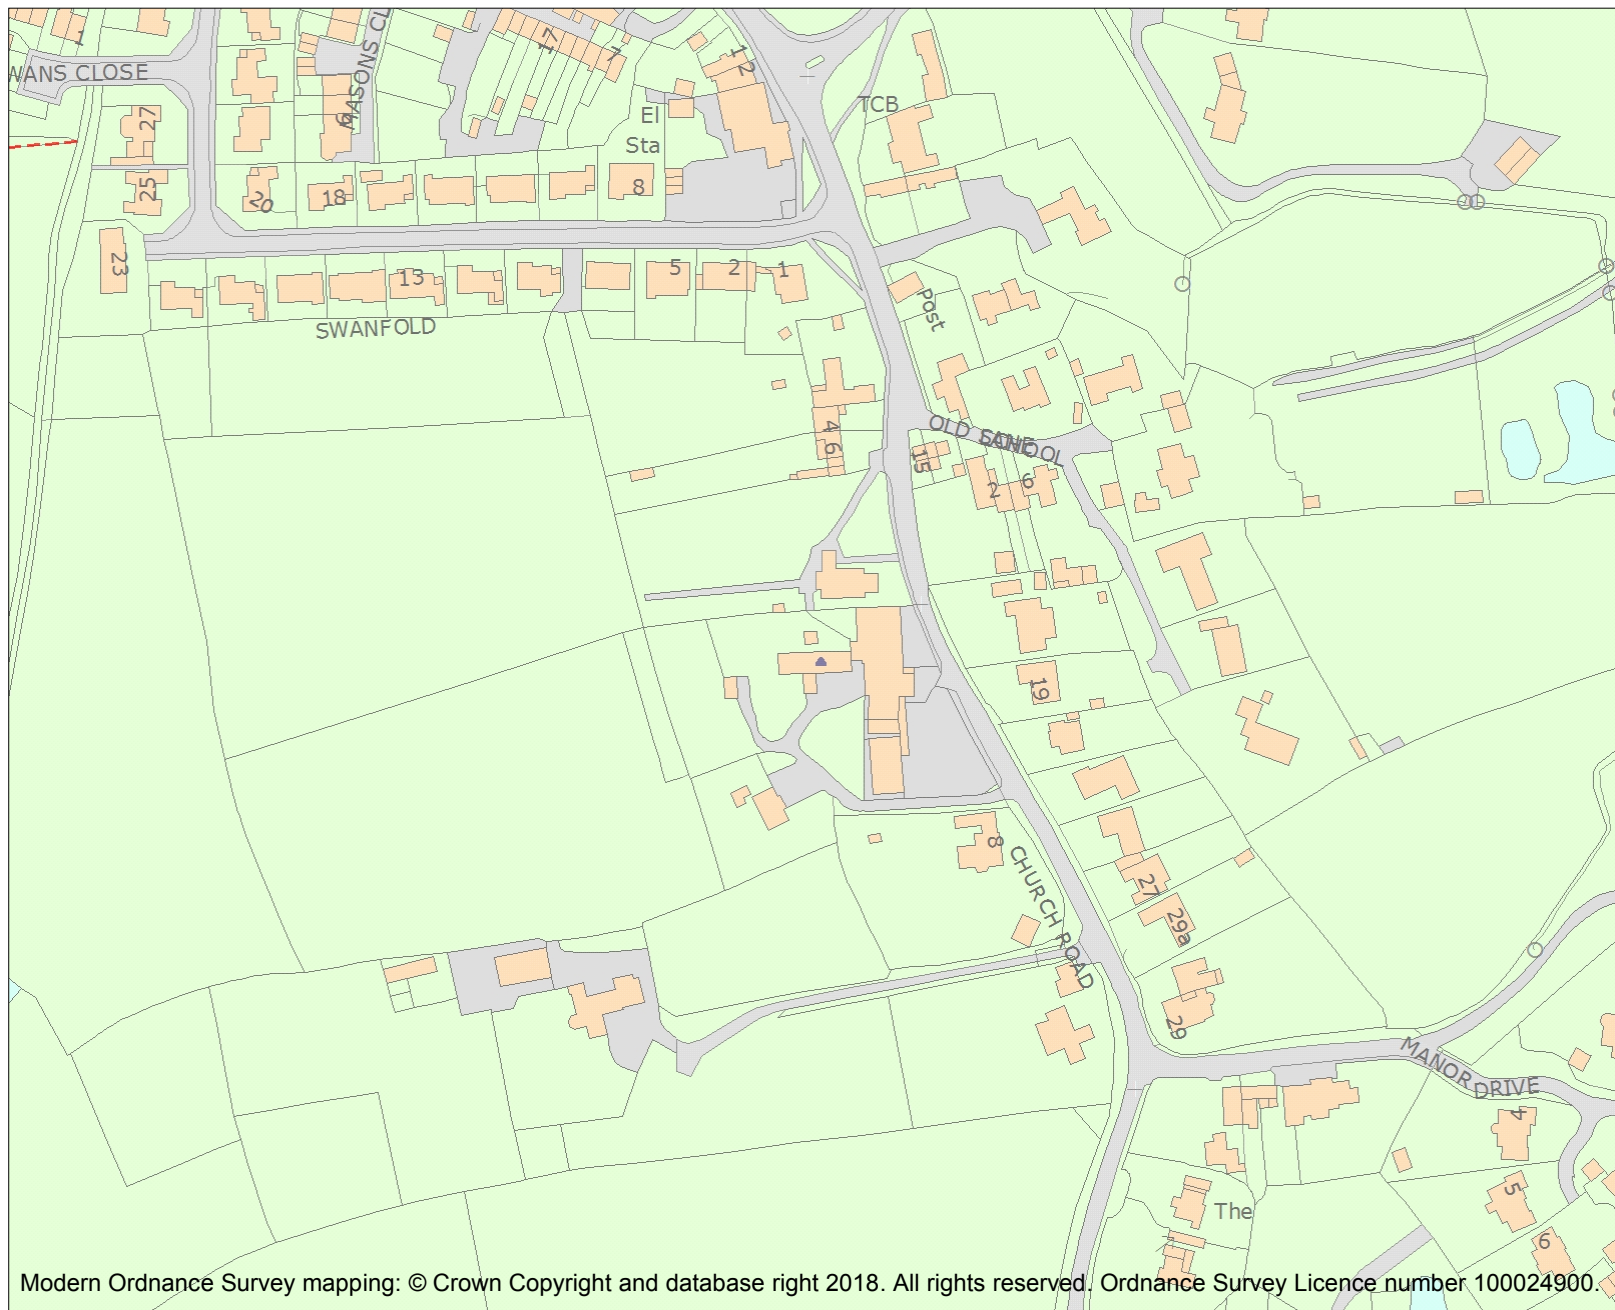 1
WANS CLOSE
MASONS CL
17
7
12
27
9
El
Sta
TCB
25
20
18
8
23
13
5
2
1
SWANFOLD
Post
4
6
OLD SCHOOL
LANE
15
2
6
19
8
CHURCH ROAD
27
29a
29
MANOR DRIVE
4
5
6
The
Modern Ordnance Survey mapping: © Crown Copyright and database right 2018. All rights reserved. Ordnance Survey Licence number 100024900.